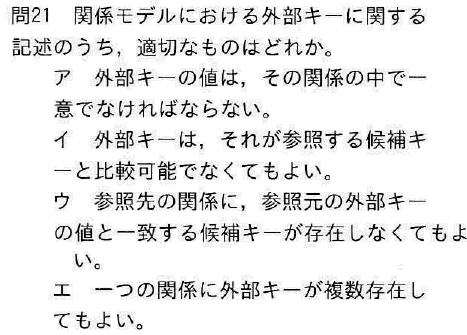 問21　関係モデルにおける外部キーに関する
記述のうち，適切なものはどれか。
ア　外部キーの値は，その関係の中で一
意でなければならない。
イ　外部キーは，それが参照する候補キ
ーと比較可能でなくてもよい。
ウ　参照先の関係に，参照元の外部キー
の値と一致する候補キーが存在しなくてもよ
い。
エ　一つの関係に外部キーが複数存在し
てもよい。